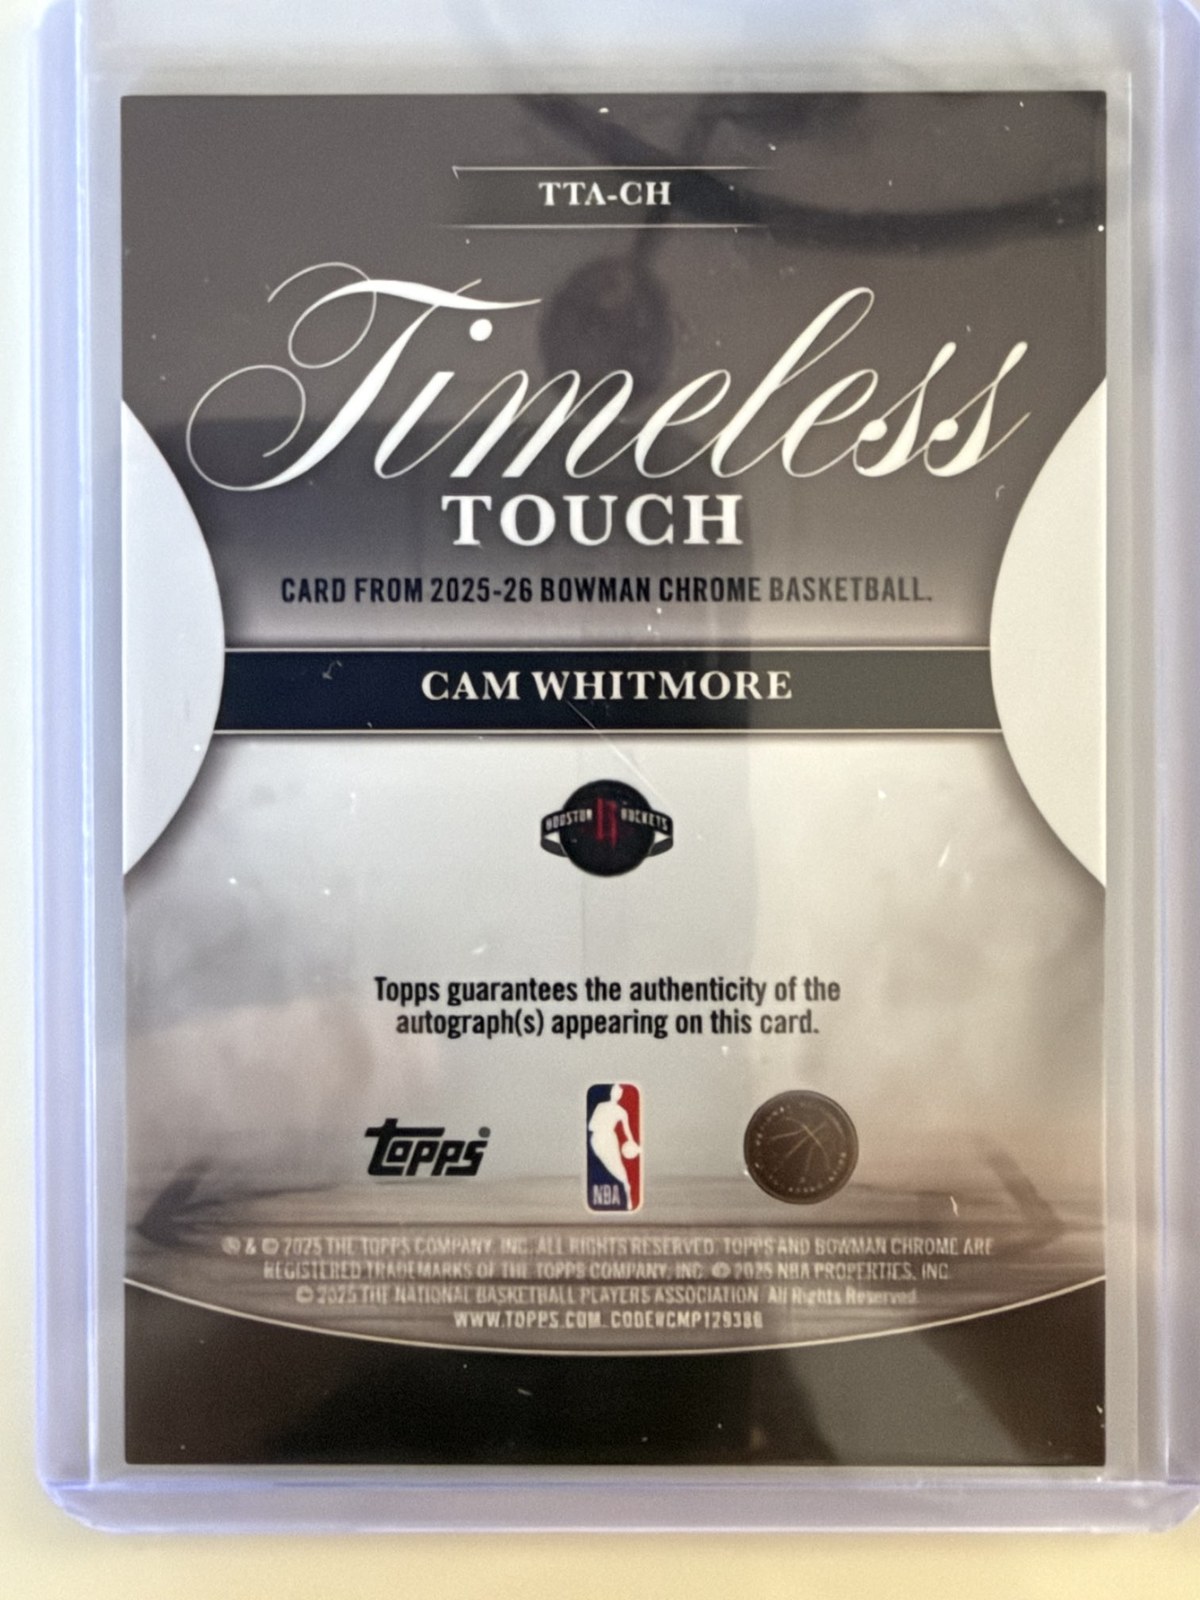 TTA-CH
Timeless
TOUCH
CARD FROM 2025-26 BOWMAN CHROME BASKETBALL.
CAM WHITMORE
HOUSTON ROCKETS
Topps guarantees the authenticity of the
autograph(s) appearing on this card.
Topps
NBA
® & © 2025 THE TOPPS COMPANY, INC. ALL RIGHTS RESERVED. TOPPS AND BOWMAN CHROME ARE
REGISTERED TRADEMARKS OF THE TOPPS COMPANY, INC. © 2025 NBA PROPERTIES, INC.
© 2025 THE NATIONAL BASKETBALL PLAYERS ASSOCIATION. All Rights Reserved.
WWW.TOPPS.COM. CODE#CMP129380